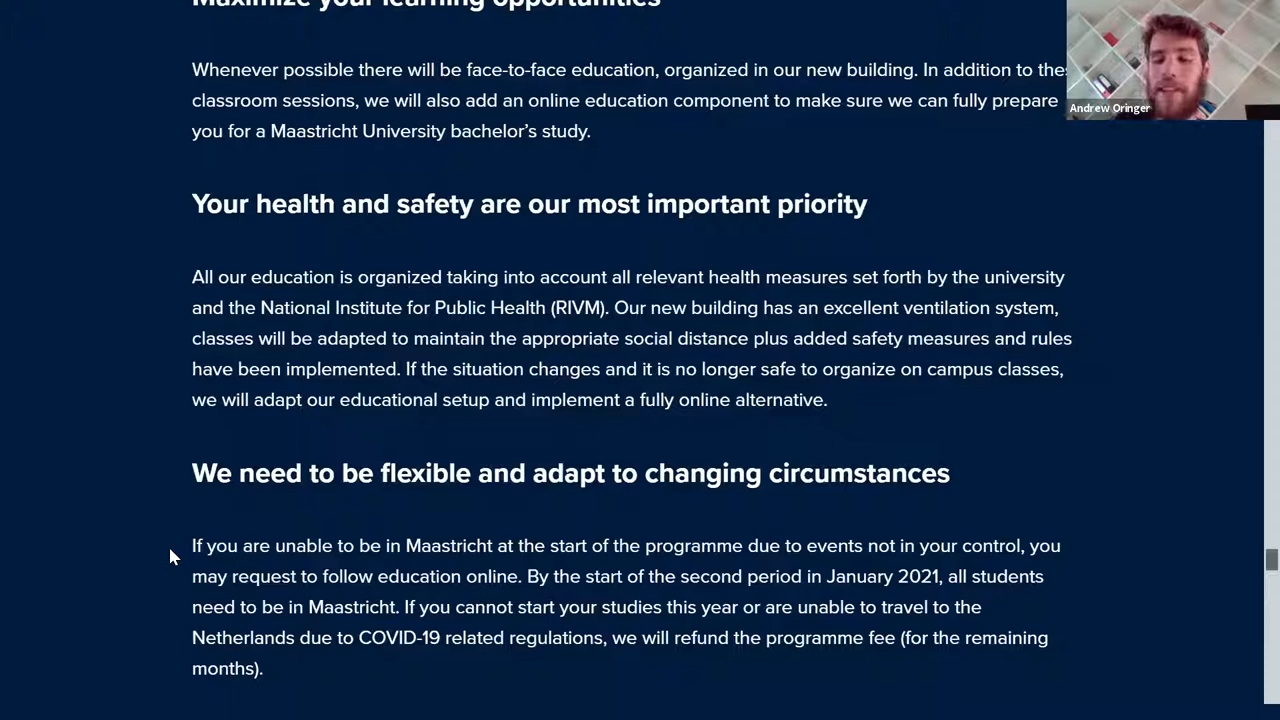 Maximize your learning opportunities
Whenever possible there will be face-to-face education, organized in our new building. In addition to thes
classroom sessions, we will also add an online education component to make sure we can fully prepare
you for a Maastricht University bachelor’s study.
Your health and safety are our most important priority
All our education is organized taking into account all relevant health measures set forth by the university
and the National Institute for Public Health (RIVM). Our new building has an excellent ventilation system,
classes will be adapted to maintain the appropriate social distance plus added safety measures and rules
have been implemented. If the situation changes and it is no longer safe to organize on campus classes,
we will adapt our educational setup and implement a fully online alternative.
We need to be flexible and adapt to changing circumstances
If you are unable to be in Maastricht at the start of the programme due to events not in your control, you
may request to follow education online. By the start of the second period in January 2021, all students
need to be in Maastricht. If you cannot start your studies this year or are unable to travel to the
Netherlands due to COVID-19 related regulations, we will refund the programme fee (for the remaining
months).
Andrew Oringer